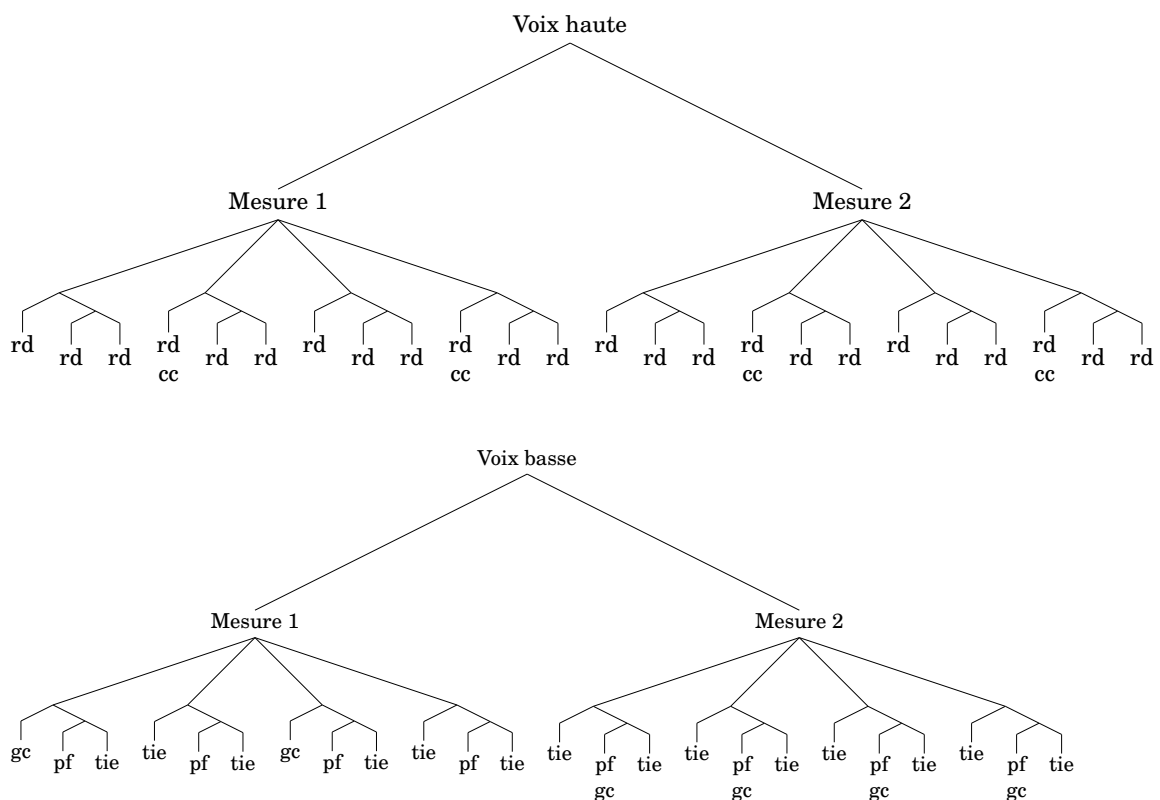 Voix haute
Mesure 1 Mesure 2
rd rd rd rd rd rd rd rd rd rd rd rd rd rd rd rd rd rd rd rd rd rd rd rd
cc cc cc cc
Voix basse
Mesure 1 Mesure 2
gc pf tie tie pf tie gc pf tie tie pf tie tie pf tie tie pf tie tie pf tie tie pf tie
gc gc gc gc